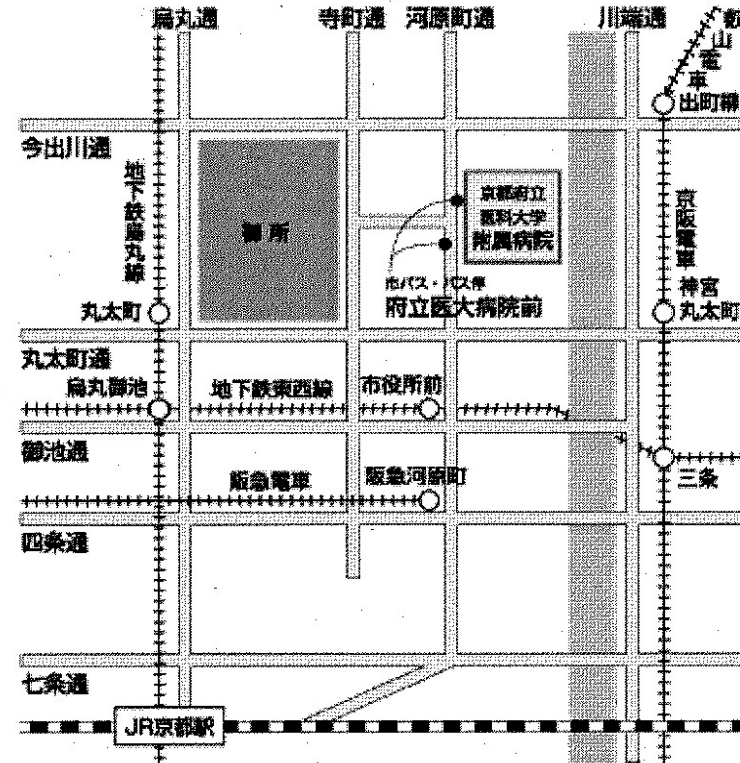 烏丸通
寺町通
河原町通
川端通
叡山電車
出町柳
今出川通
地下鉄烏丸線
御所
京都府立
医科大学
附属病院
京阪電車
市バス・バス停
府立医大病院前
丸太町
神宮
丸太町
丸太町通
烏丸御池
地下鉄東西線
市役所前
御池通
阪急電車
阪急河原町
三条
四条通
七条通
JR京都駅